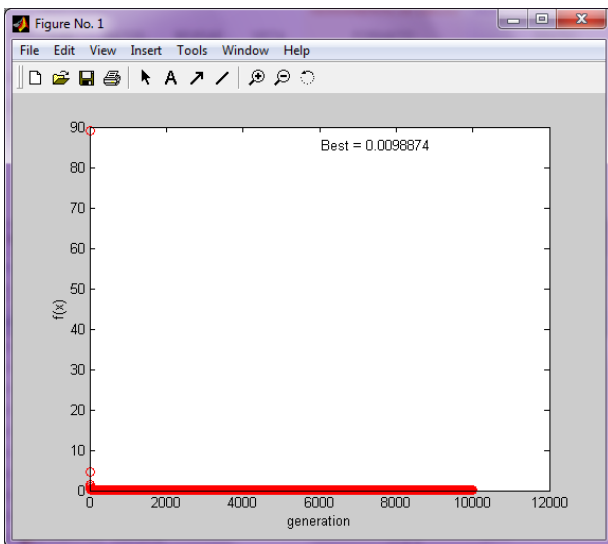 Figure No. 1
File Edit View Insert Tools Window Help
A
Best = 0.0098874
90
80
70
60
50
40
30
20
10
0
f(x)
0 2000 4000 6000 8000 10000 12000
generation